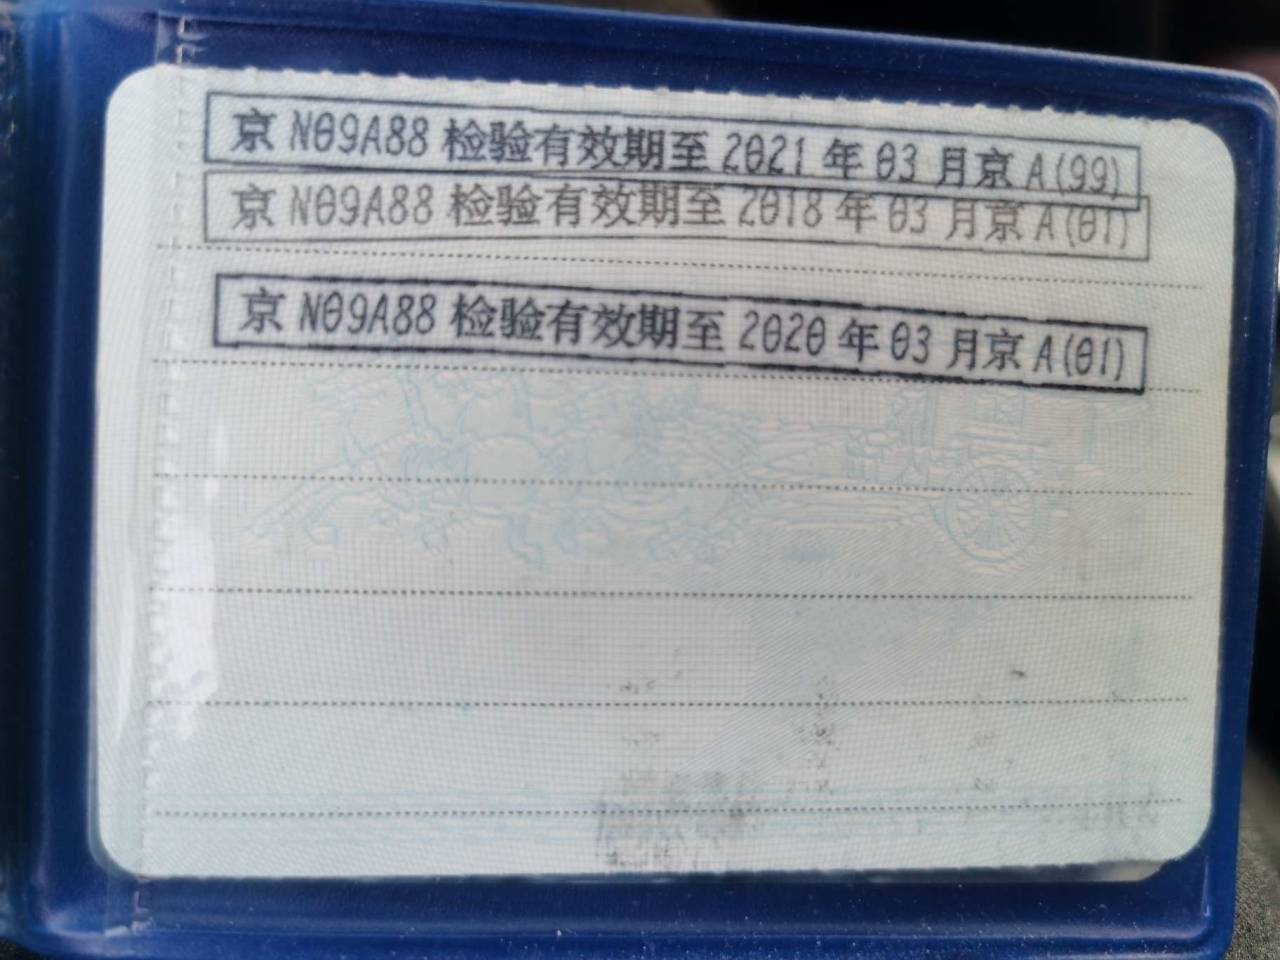 京 N09A88 检验有效期至 2021 年 03 月京 A(99)
京 N09A88 检验有效期至 2018 年 03 月京 A(01)
京 N09A88 检验有效期至 2020 年 03 月京 A(01)